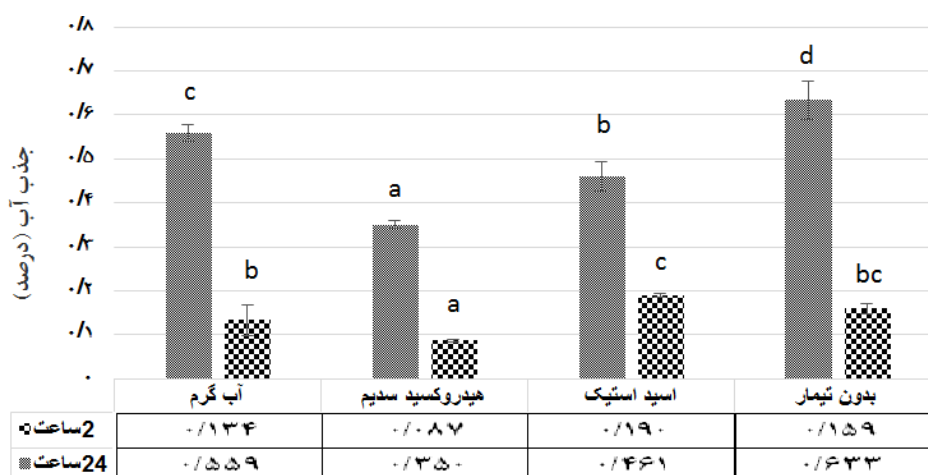 ۰/۸
۰/۷
۰/۶
۰/۵
۰/۴
۰/۳
۰/۲
۰/۱
۰
جذب آب (درصد)
c
b
a
a
b
c
d
bc
آب گرم
هیدروکسید سدیم
اسید استیک
بدون تیمار
2ساعت ۰/۱۳۴ ۰/۰۸۷ ۰/۱۹۰ ۰/۱۵۹
24ساعت ۰/۵۵۹ ۰/۳۵۰ ۰/۴۶۱ ۰/۶۳۳